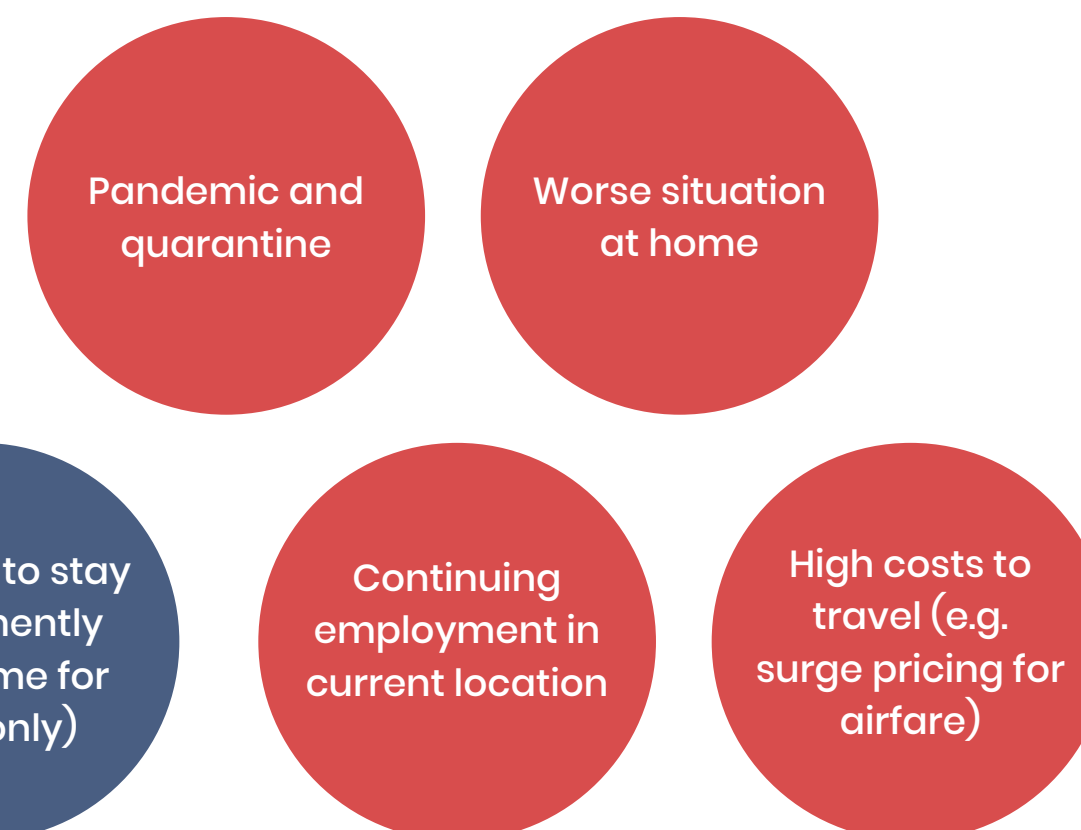 Pandemic and
quarantine
Worse situation
at home
to stay
nently
me for
only)
Continuing
employment in
current location
High costs to
travel (e.g.
surge pricing for
airfare)